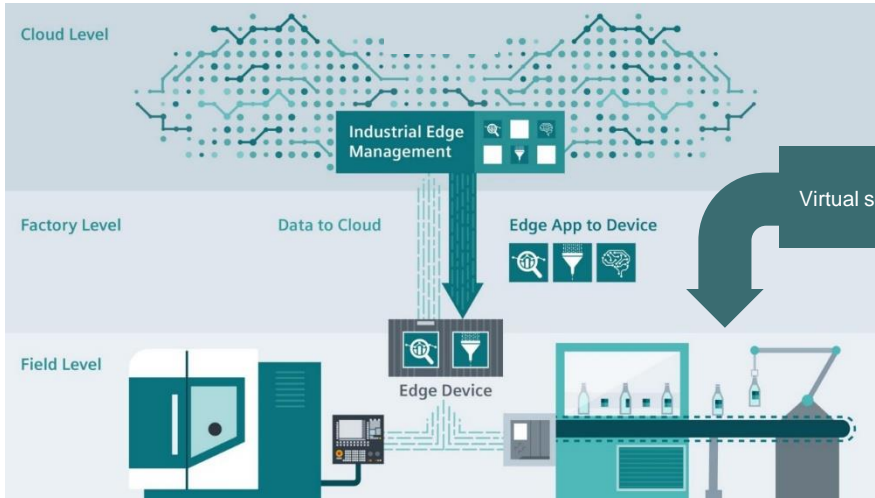 Cloud Level
Industrial Edge
Management
Virtual s
Factory Level
Data to Cloud
Edge App to Device
Field Level
Edge Device